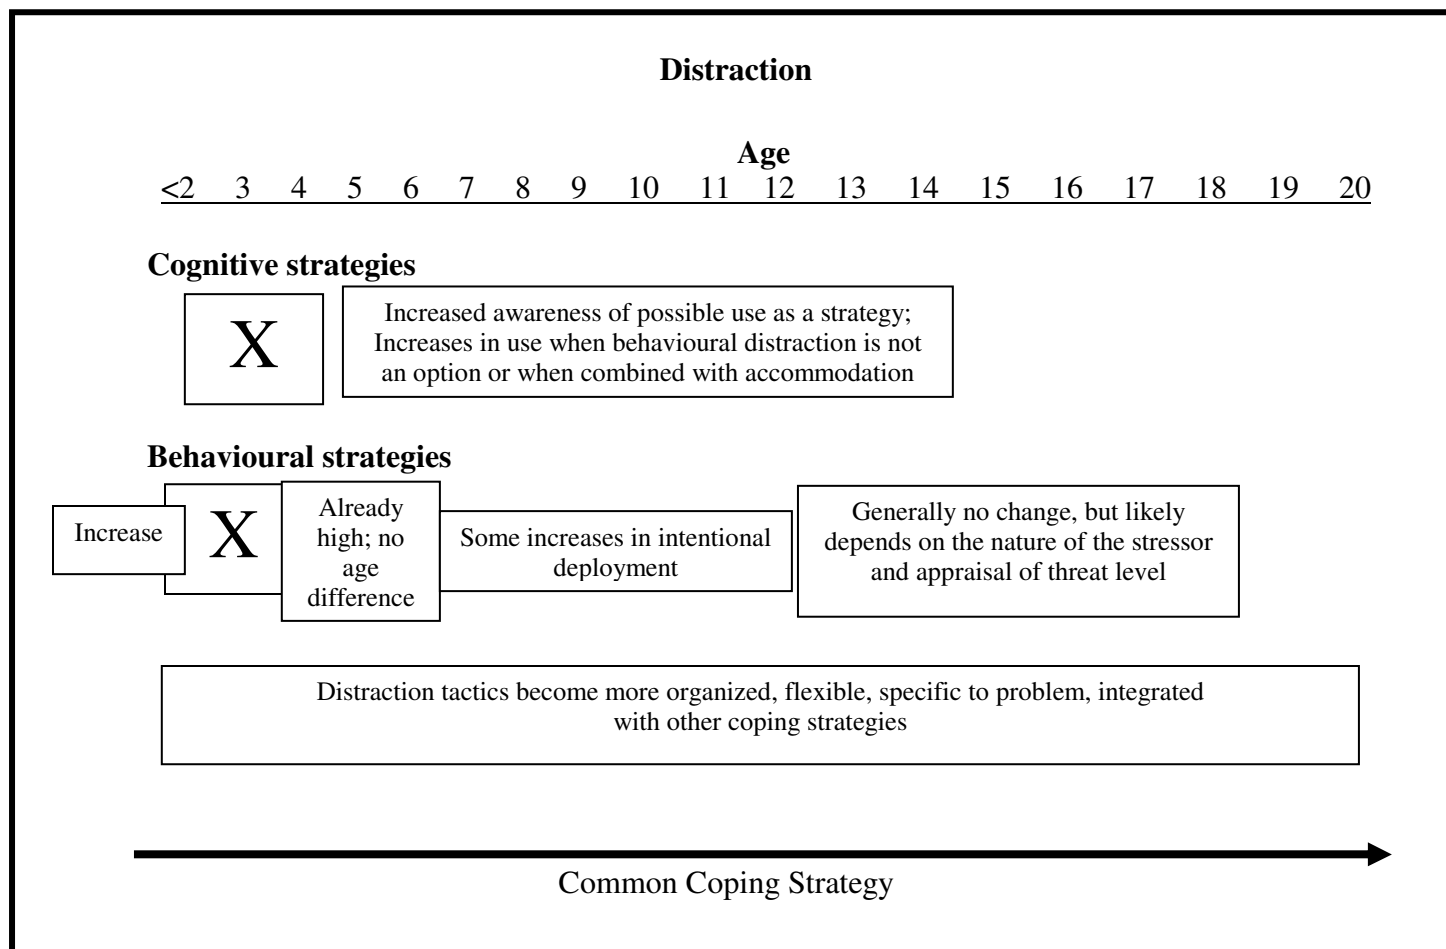 Distraction
Age
<2 3 4 5 6 7 8 9 10 11 12 13 14 15 16 17 18 19 20
Cognitive strategies
X
Increased awareness of possible use as a strategy;
Increases in use when behavioural distraction is not
an option or when combined with accommodation
Behavioural strategies
Increase
X
Already
high; no
age
difference
Some increases in intentional
deployment
Generally no change, but likely
depends on the nature of the stressor
and appraisal of threat level
Distraction tactics become more organized, flexible, specific to problem, integrated
with other coping strategies
Common Coping Strategy